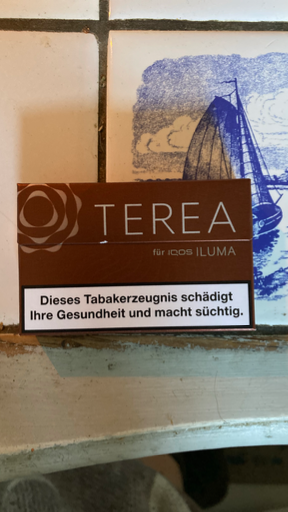 TEREA
für IQOS ILUMA
Dieses Tabakerzeugnis schädigt
Ihre Gesundheit und macht süchtig.